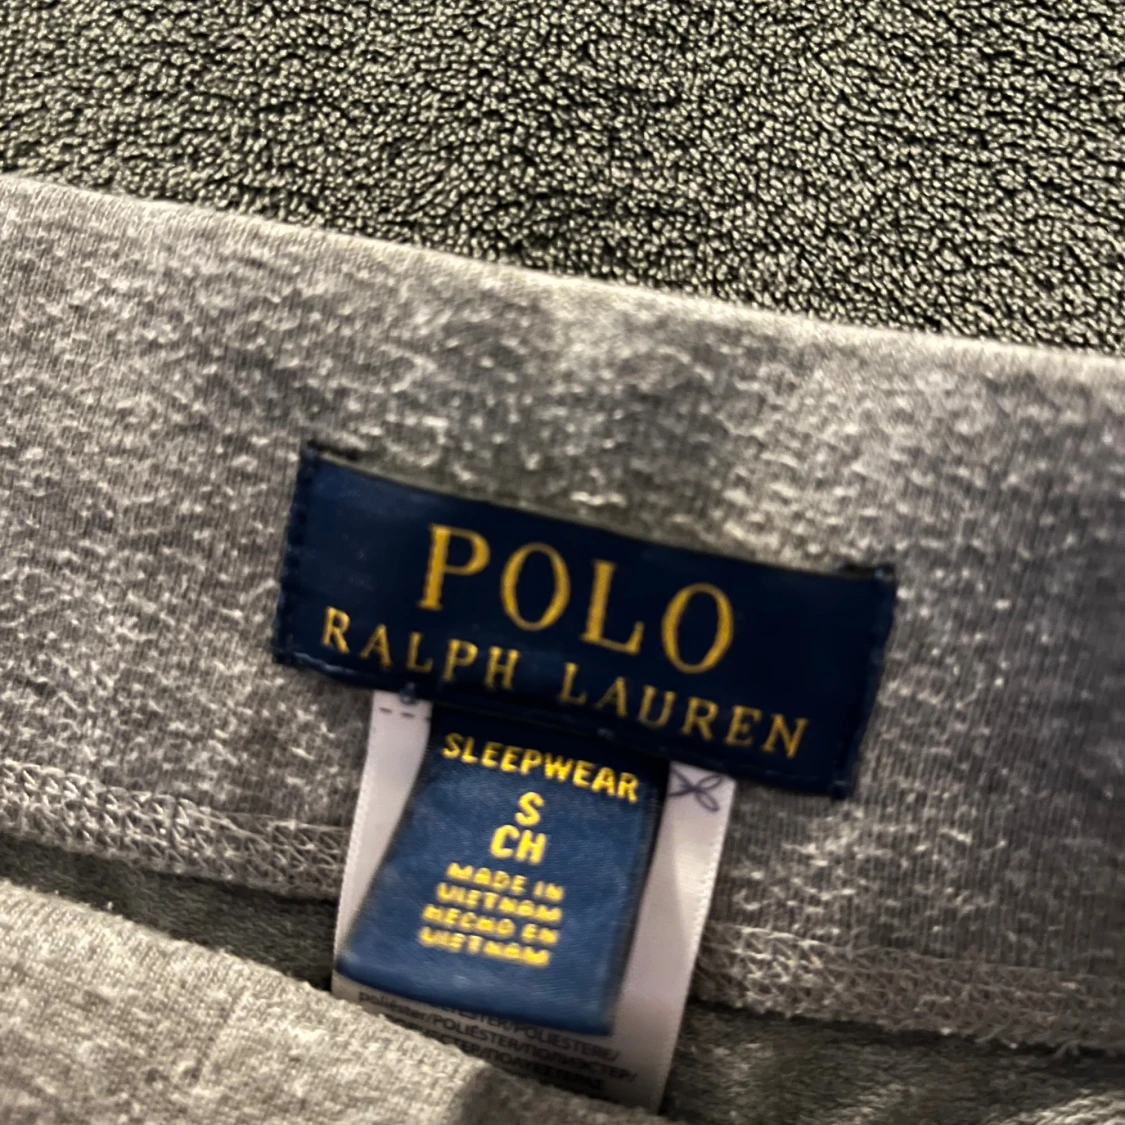 POLO
RALPH LAUREN
SLEEPWEAR
S
CH
MADE IN
VIETNAM
HECHO EN
VIETNAM